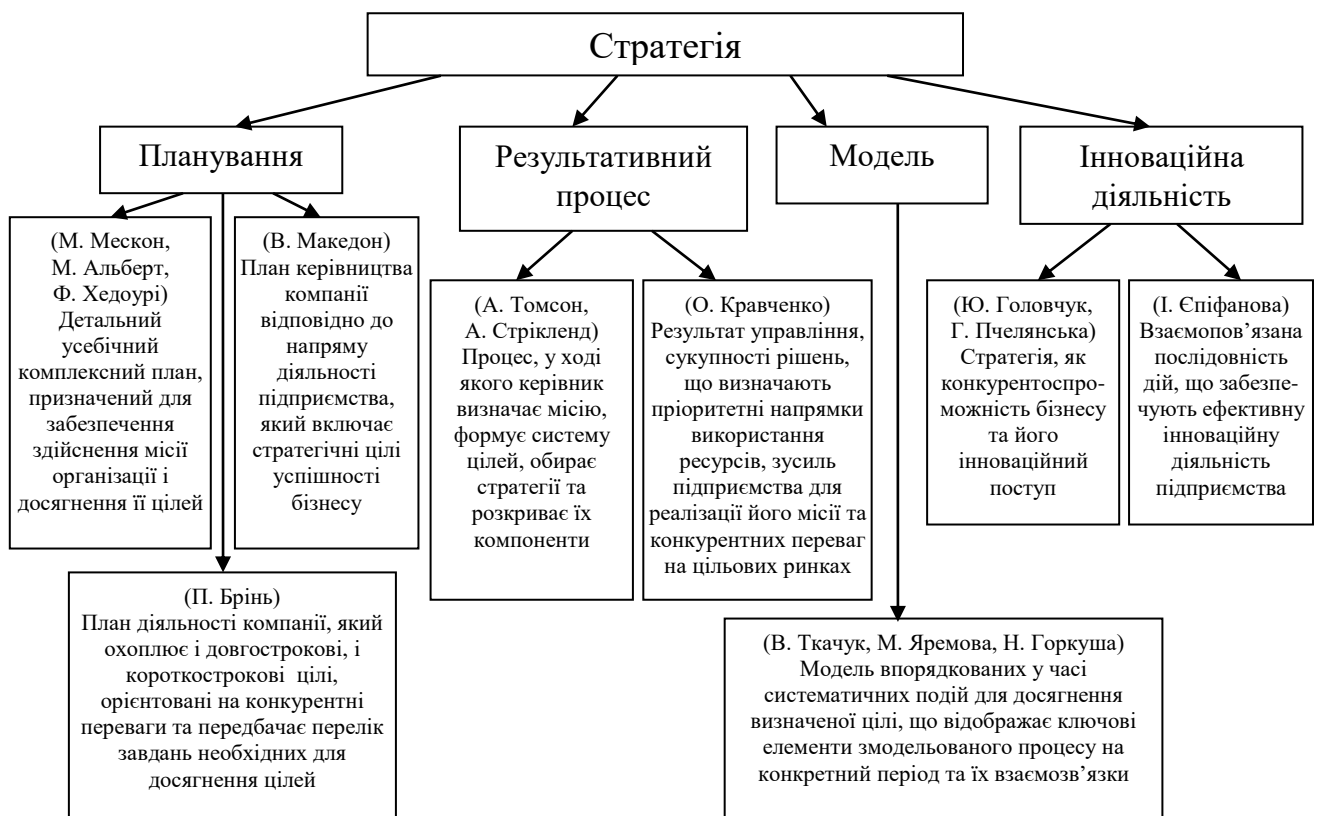 Стратегія
Планування
Результативний
процес
Модель
Інноваційна
діяльність
(М. Мескон,
М. Альберт,
Ф. Хедоурі)
Детальний
усебічний
комплексний план,
призначений для
забезпечення
здійснення місії
організації і
досягнення її цілей
(В. Македон)
План керівництва
компанії
відповідно до
напряму
діяльності
підприємства,
який включає
стратегічні цілі
успішності
бізнесу
(А. Томсон,
А. Стрікленд)
Процес, у ході
якого керівник
визначає місію,
формує систему
цілей, обирає
стратегії та
розкриває їх
компоненти
(О. Кравченко)
Результат управління,
сукупності рішень,
що визначають
пріоритетні напрямки
використання
ресурсів, зусиль
підприємства для
реалізації його місії та
конкурентних переваг
на цільових ринках
(Ю. Головчук,
Г. Пчелянська)
Стратегія, як
конкурентоспро-
можність бізнесу
та його
інноваційний
поступ
(І. Єпіфанова)
Взаємопов’язана
послідовність
дій, що забезпе-
чують ефективну
інноваційну
діяльність
підприємства
(П. Брінь)
План діяльності компанії, який
охоплює і довгострокові, і
короткострокові цілі,
орієнтовані на конкурентні
переваги та передбачає перелік
завдань необхідних для
досягнення цілей
(В. Ткачук, М. Яремова, Н. Горкуша)
Модель впорядкованих у часі
систематичних подій для досягнення
визначеної цілі, що відображає ключові
елементи змодельованого процесу на
конкретний період та їх взаємозв’язки